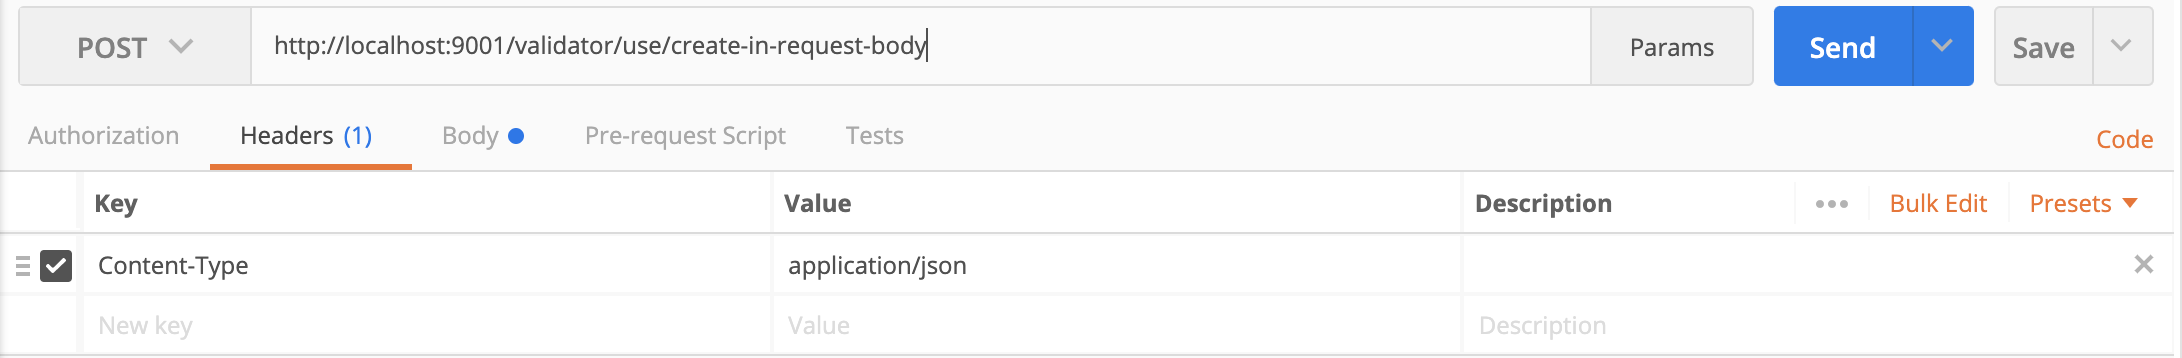 POST http://localhost:9001/validator/use/create-in-request-body Params Send Save
Authorization Headers (1) Body Pre-request Script Tests Code
Key Value Description ••• Bulk Edit Presets
Content-Type application/json
New key Value Description